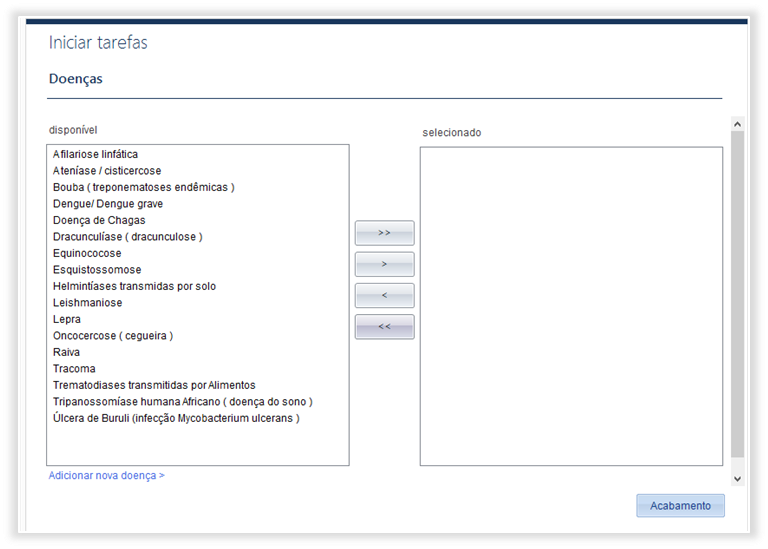 Iniciar tarefas
Doenças
disponível
selecionado
Afilariose linfática
Ateníase / cisticercose
Bouba ( treponematoses endêmicas )
Dengue/ Dengue grave
Doença de Chagas
Dracunculíase ( dracunculose )
Equinococose
Esquistossomose
Helmintíases transmidas por solo
Leishmaniose
Lepra
Oncocercose ( cegueira )
Raiva
Tracoma
Trematodiases transmitidas por Alimentos
Tripanossomíase humana Africano ( doença do sono )
Úlcera de Buruli (infecção Mycobacterium ulcerans )
>>
>
<
<<
Adicionar nova doença >
Acabamento